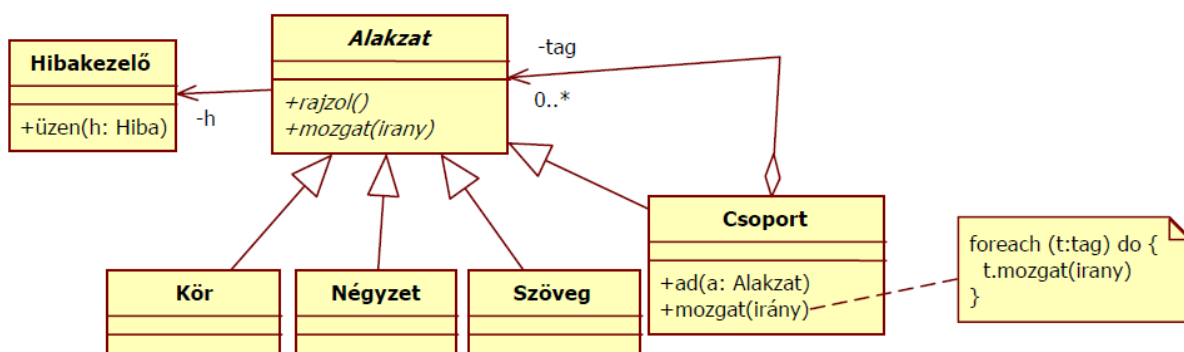 Hibakezelő
+üzen(h: Hiba)
-h
Alakzat
+rajzol()
+mozgat(irany)
-tag
0..*
Csoport
+ad(a: Alakzat)
+mozgat(irány)
foreach (t:tag) do {
t.mozgat(irany)
}
Kör
Négyzet
Szöveg